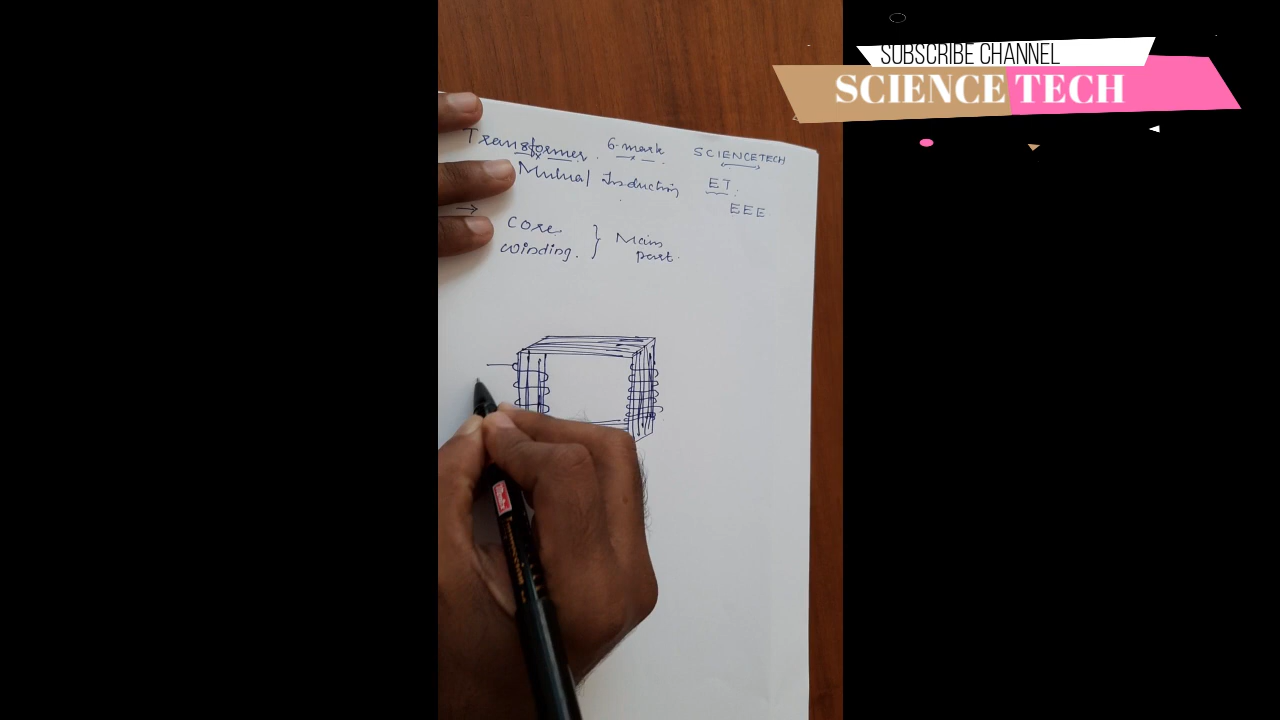 SUBSCRIBE CHANNEL
SCIENCE TECH
Transformer. 6-mark SCIENCETECH
Mutual Induction ET:
EEE
→ Core
winding. } Main
part.